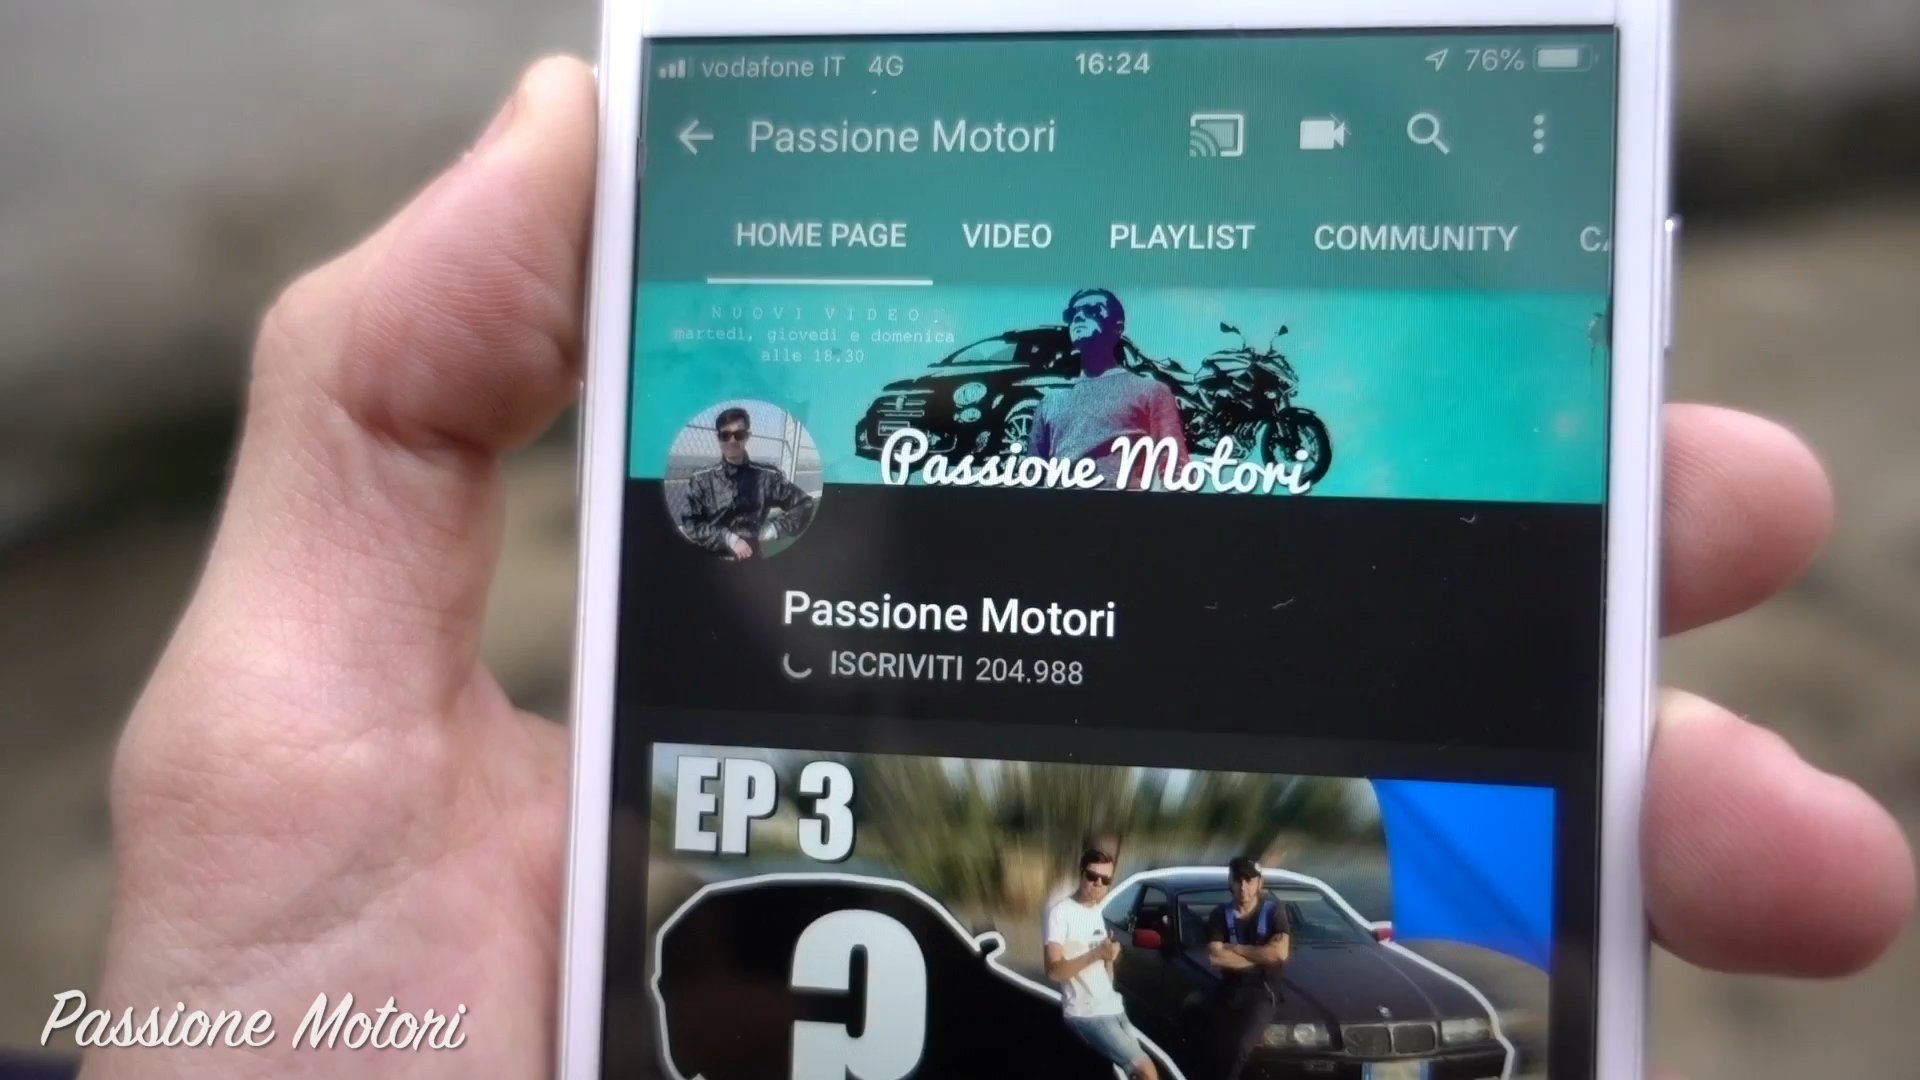 vodafone IT 4G 16:24 76%
Passione Motori
HOME PAGE VIDEO PLAYLIST COMMUNITY
NUOVI VIDEO:
martedì, giovedì e domenica
alle 18.30
Passione Motori
Passione Motori
ISCRIVITI 204.988
EP 3
?
Passione Motori